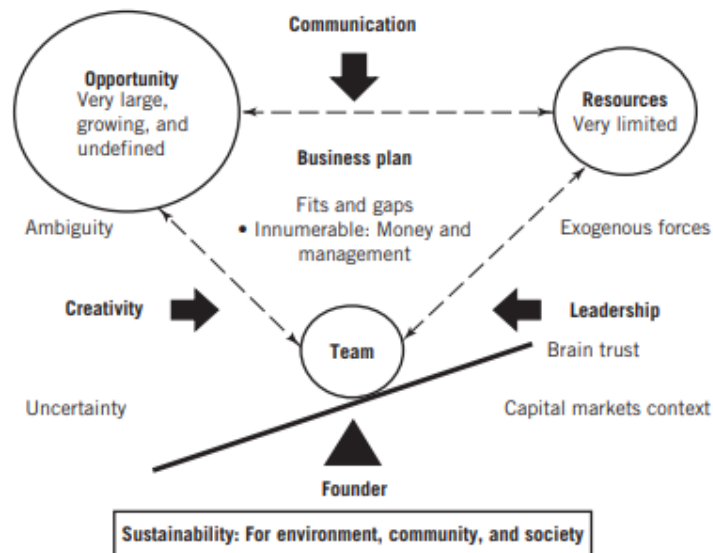 Communication
Opportunity
Very large,
growing, and
undefined
Resources
Very limited
Business plan
Fits and gaps
• Innumerable: Money and
management
Ambiguity
Exogenous forces
Creativity
Leadership
Team
Brain trust
Uncertainty
Capital markets context
Founder
Sustainability: For environment, community, and society